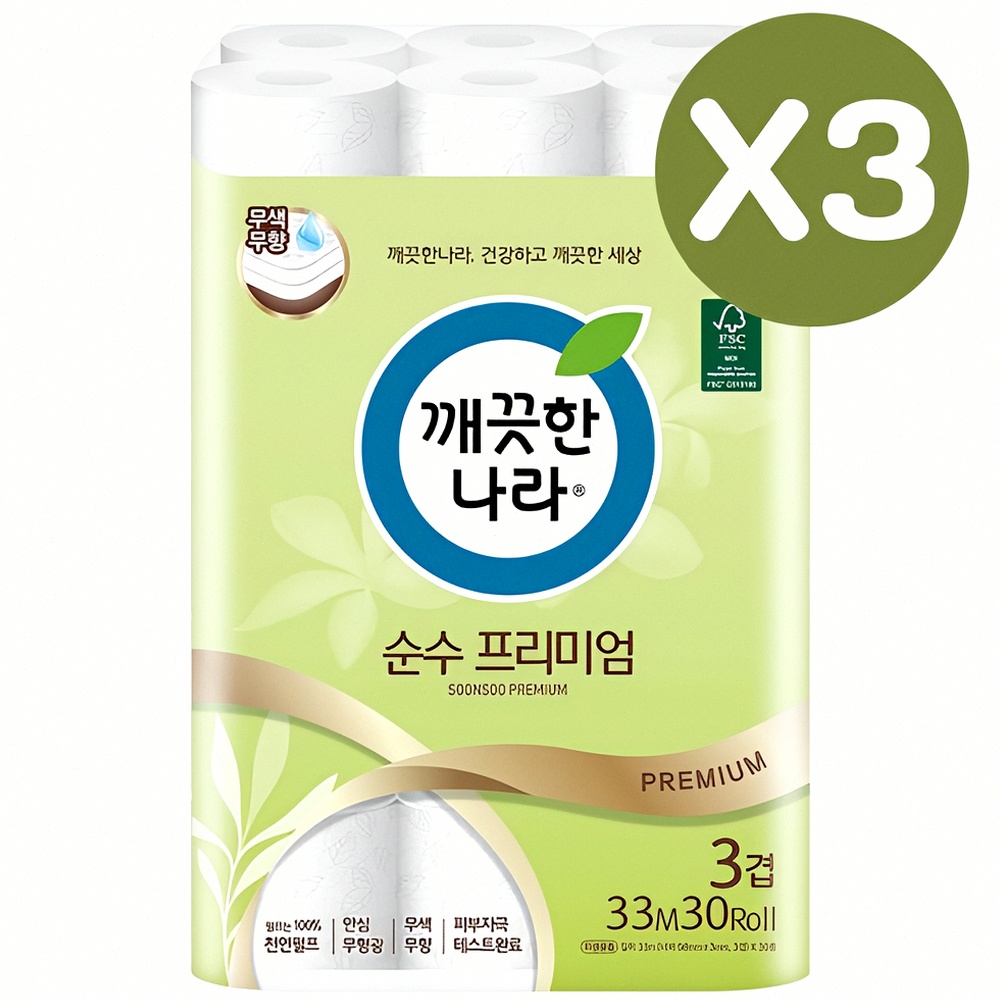 X3
무색
무향
깨끗한나라, 건강하고 깨끗한 세상
FSC
깨끗한
나라®
순수 프리미엄
SOONSOO PREMIUM
PREMIUM
3겹
33M30Roll
100%
천연펄프
안심
무형광
무색
무향
피부자극
테스트완료